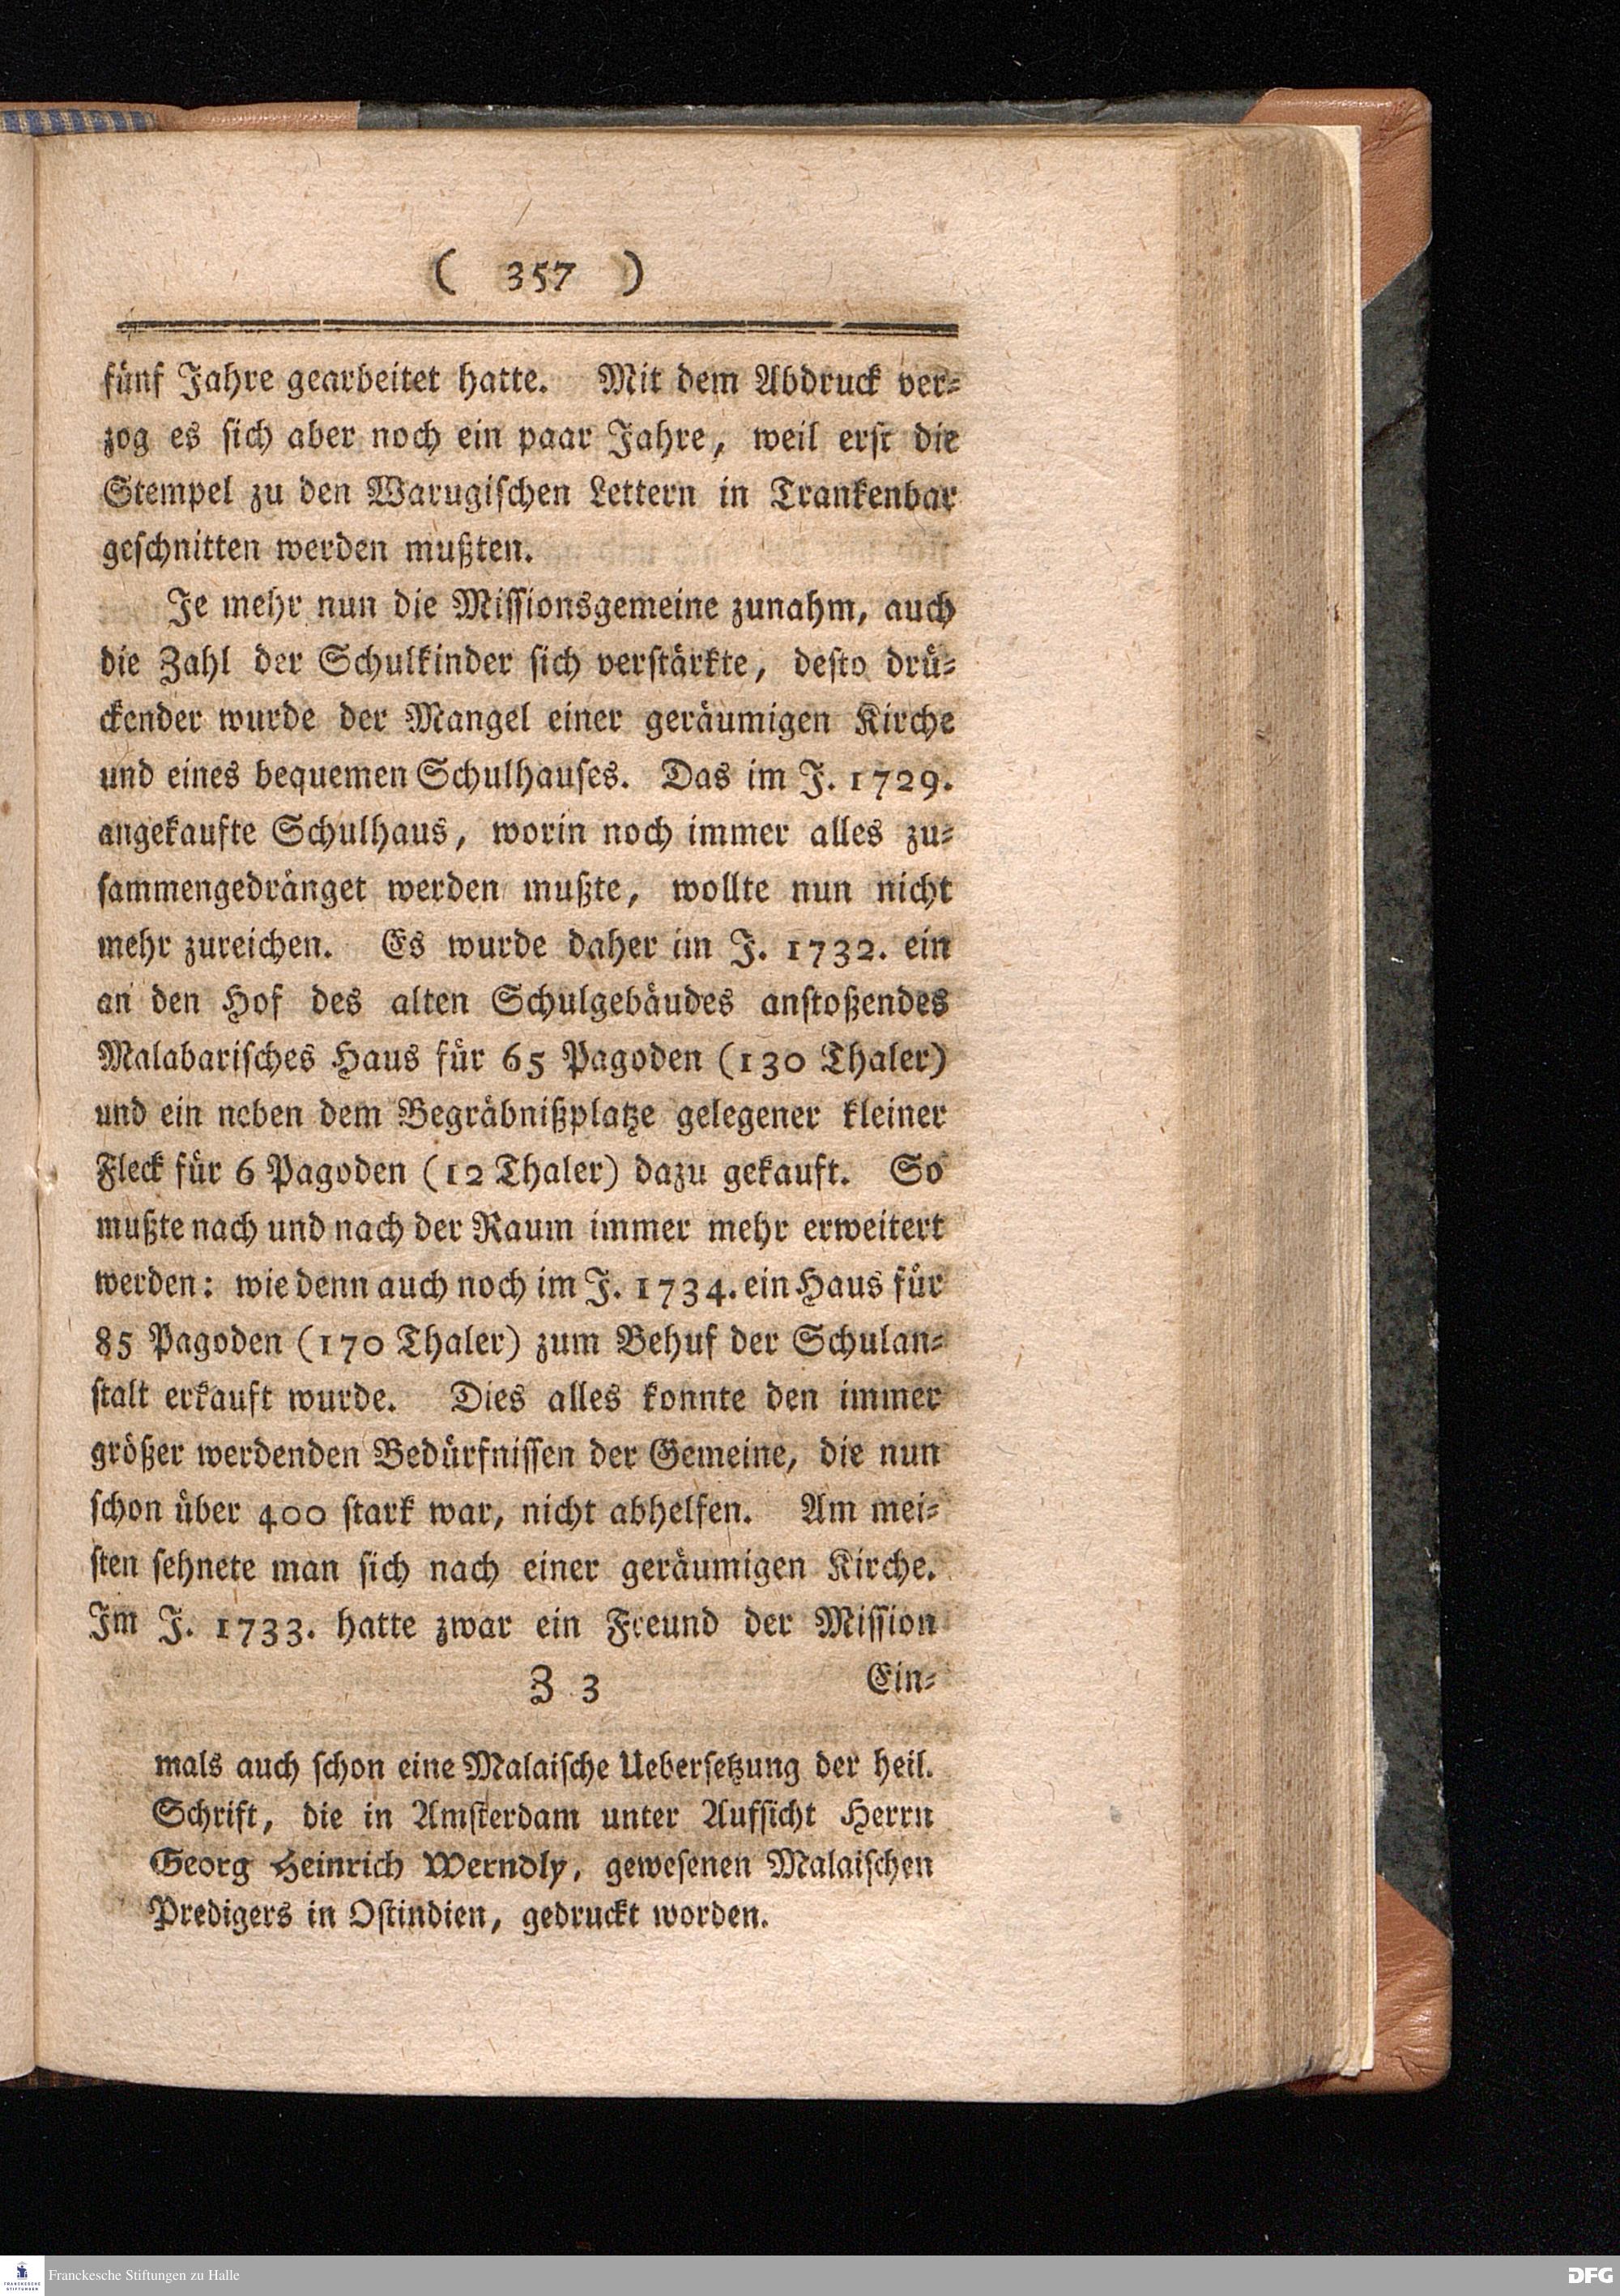 ( 357 )
fünf Jahre gearbeitet hatte. Mit dem Abdruck ver-
zog es sich aber noch ein paar Jahre, weil erst die
Stempel zu den Warugischen Lettern in Trankenbar
geschnitten werden mußten.
Je mehr nun die Missionsgemeine zunahm, auch
die Zahl der Schulkinder sich verstärkte, desto drü-
ckender wurde der Mangel einer geräumigen Kirche
und eines bequemen Schulhauses. Das im J. 1729.
angekaufte Schulhaus, worin noch immer alles zu-
sammengedränget werden mußte, wollte nun nicht
mehr zureichen. Es wurde daher im J. 1732. ein
an den Hof des alten Schulgebäudes anstoßendes
Malabarisches Haus für 65 Pagoden (130 Thaler)
und ein neben dem Begräbnißplatze gelegener kleiner
Fleck für 6 Pagoden (12 Thaler) dazu gekauft. So
mußte nach und nach der Raum immer mehr erweitert
werden: wie denn auch noch im J. 1734. ein Haus für
85 Pagoden (170 Thaler) zum Behuf der Schulan-
stalt erkauft wurde. Dies alles konnte den immer
größer werdenden Bedürfnissen der Gemeine, die nun
schon über 400 stark war, nicht abhelfen. Am mei-
sten sehnete man sich nach einer geräumigen Kirche.
Im J. 1733. hatte zwar ein Freund der Mission
Z 3 Ein-
mals auch schon eine Malaische Uebersetzung der heil.
Schrift, die in Amsterdam unter Aufsicht Herrn
Georg Heinrich Werndly, gewesenen Malaischen
Predigers in Ostindien, gedruckt worden.
FRANCKESCHE STIFTUNGEN
Franckesche Stiftungen zu Halle
DFG